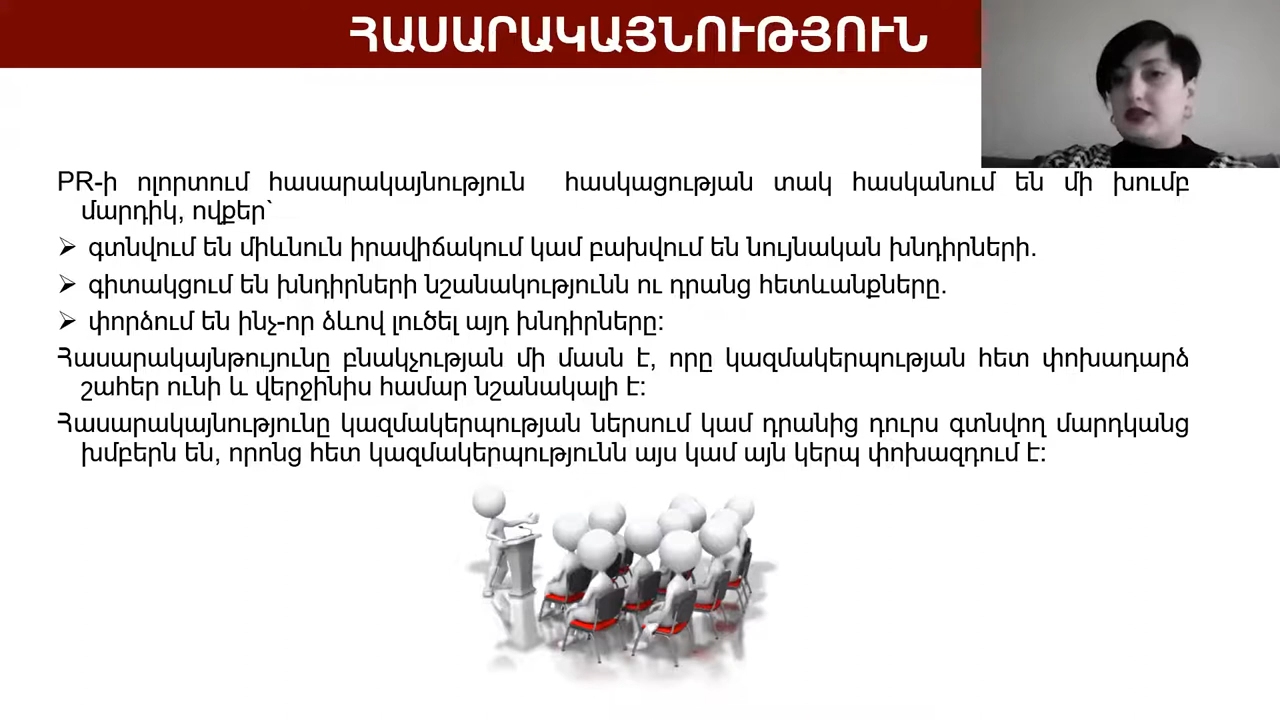 ՀԱՍԱՐԱԿԱՅՆՈՒԹՅՈՒՆ
PR-ի ոլորտում հասարակայնություն հասկացության տակ հասկանում են մի խումբ
մարդիկ, ովքեր՝
➢ գտնվում են միևնուն իրավիճակում կամ բախվում են նույնական խնդիրների.
➢ գիտակցում են խնդիրների նշանակությունն ու դրանց հետևանքները.
➢ փորձում են ինչ-որ ձևով լուծել այդ խնդիրները:
Հասարակայնթույունը բնակչության մի մասն է, որը կազմակերպության հետ փոխադարձ
շահեր ունի և վերջինիս համար նշանակալի է:
Հասարակայնությունը կազմակերպության ներսում կամ դրանից դուրս գտնվող մարդկանց
խմբերն են, որոնց հետ կազմակերպությունն այս կամ այն կերպ փոխազդում է: